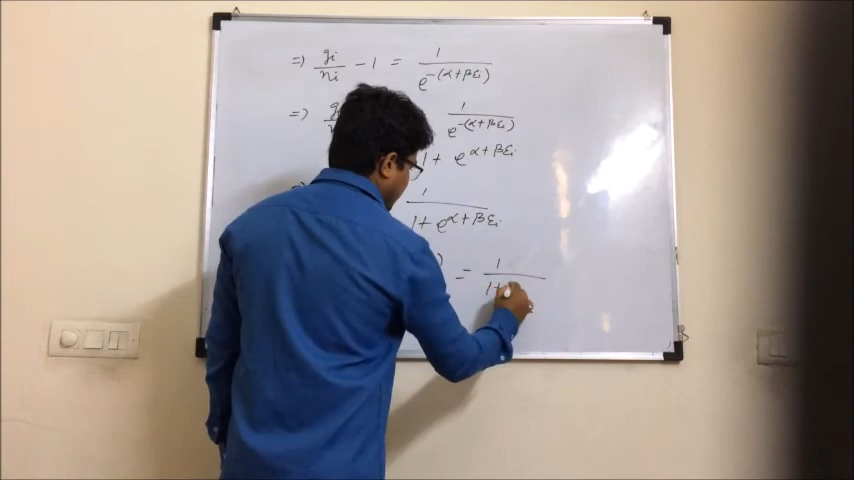 => gi/ni - 1 = 1/e^-(α+βεi)
=> 1/e^-(α+βεi)
1 + e^α+βεi
1/1+e^α+βεi
= 1/1+